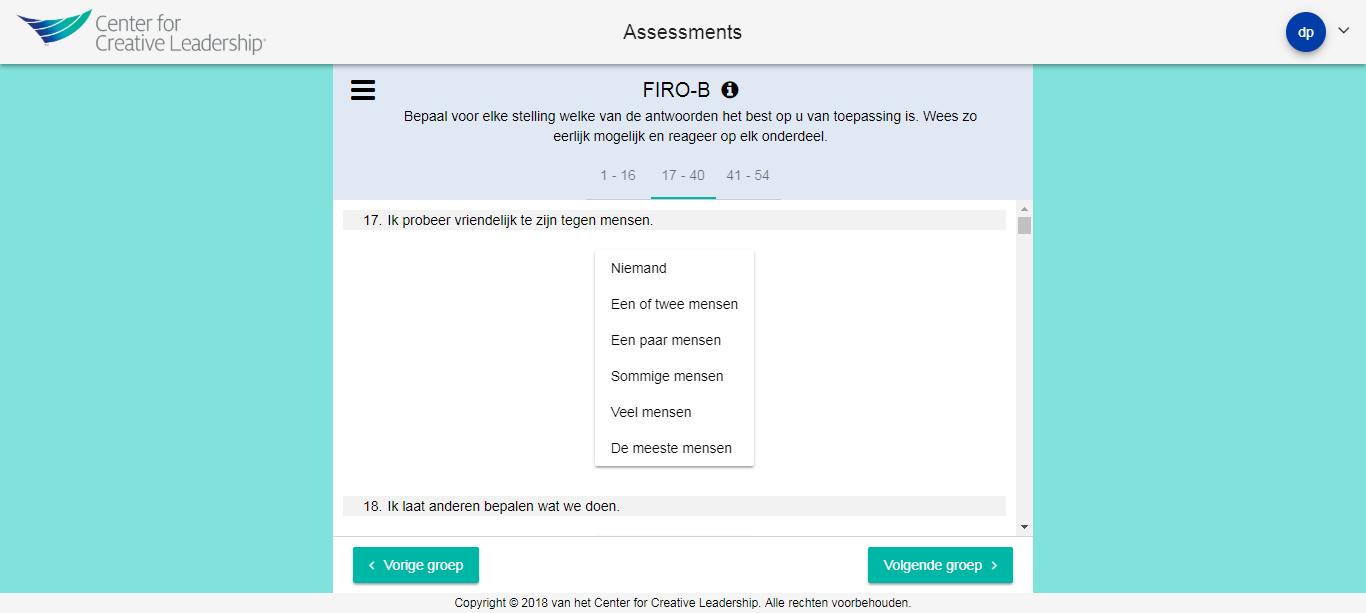 Center for
Creative Leadership®
Assessments
dp
FIRO-B
Bepaal voor elke stelling welke van de antwoorden het best op u van toepassing is. Wees zo
eerlijk mogelijk en reageer op elk onderdeel.
1 - 16 17 - 40 41 - 54
17. Ik probeer vriendelijk te zijn tegen mensen.
Niemand
Een of twee mensen
Een paar mensen
Sommige mensen
Veel mensen
De meeste mensen
18. Ik laat anderen bepalen wat we doen.
Vorige groep Volgende groep
Copyright © 2018 van het Center for Creative Leadership. Alle rechten voorbehouden.